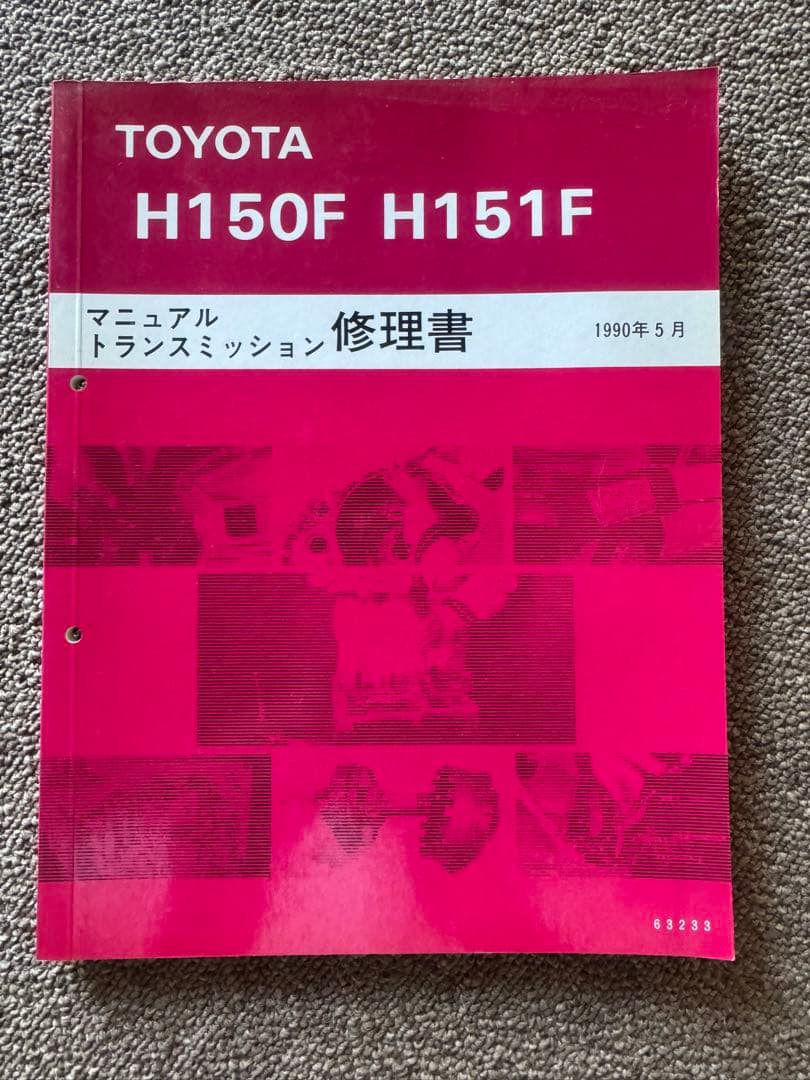 TOYOTA
H150F H151F
マニュアル
トランスミッション 修理書
1990年5月
63233